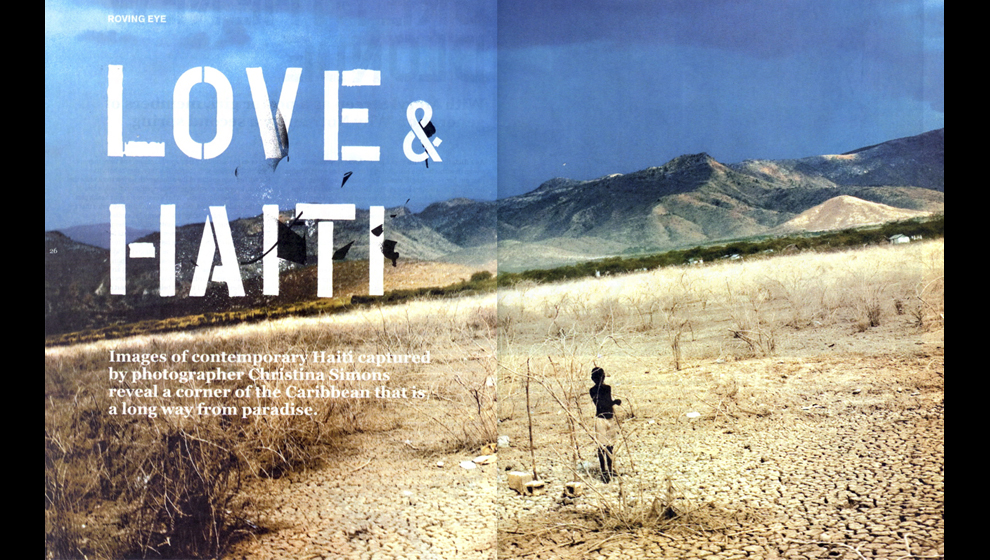 ROVING EYE
LOVE &
HAITI
26
Images of contemporary Haiti captured
by photographer Christina Simons
reveal a corner of the Caribbean that is
a long way from paradise.